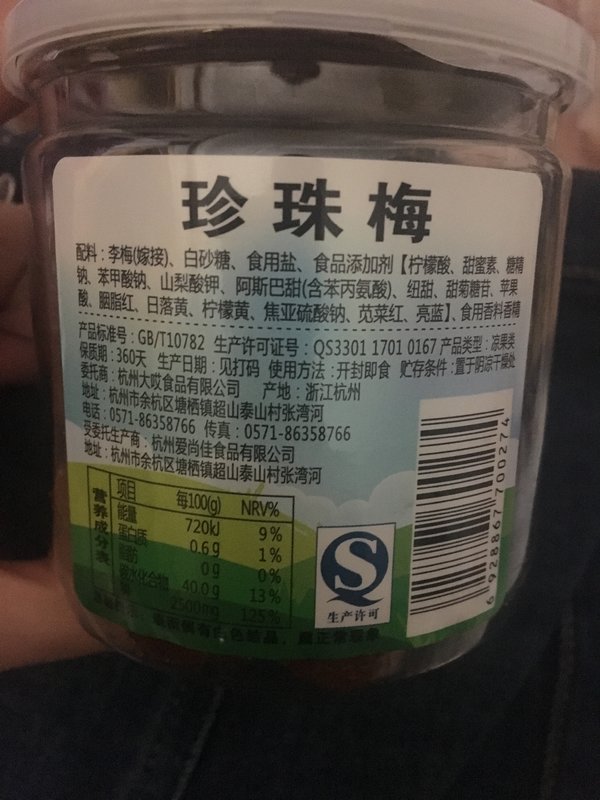 珍珠梅
配料：李梅(嫁接)、白砂糖、食用盐、食品添加剂【柠檬酸、甜蜜素、糖精
钠、苯甲酸钠、山梨酸钾、阿斯巴甜(含苯丙氨酸)、纽甜、甜菊糖苷、苹果
酸、胭脂红、日落黄、柠檬黄、焦亚硫酸钠、苋菜红、亮蓝】、食用香料香精
产品标准号：GB/T10782 生产许可证号：QS3301 1701 0167 产品类型：凉果类
保质期：360天 生产日期：见打码 使用方法：开封即食 贮存条件：置于阴凉干燥处
委托商：杭州大哎食品有限公司 产地：浙江杭州
地址：杭州市余杭区塘栖镇超山泰山村张湾河
电话：0571-86358766 传真：0571-86358766
受委托生产商：杭州爱尚佳食品有限公司
地址：杭州市余杭区塘栖镇超山泰山村张湾河
营养成分表
项目 每100(g) NRV%
能量 720kJ 9%
蛋白质 0.6g 1%
脂肪 0g 0%
碳水化合物 40.0g 13%
钠 2500mg 125%
白色结晶，属正常现象
生产许可
6 928867 700274